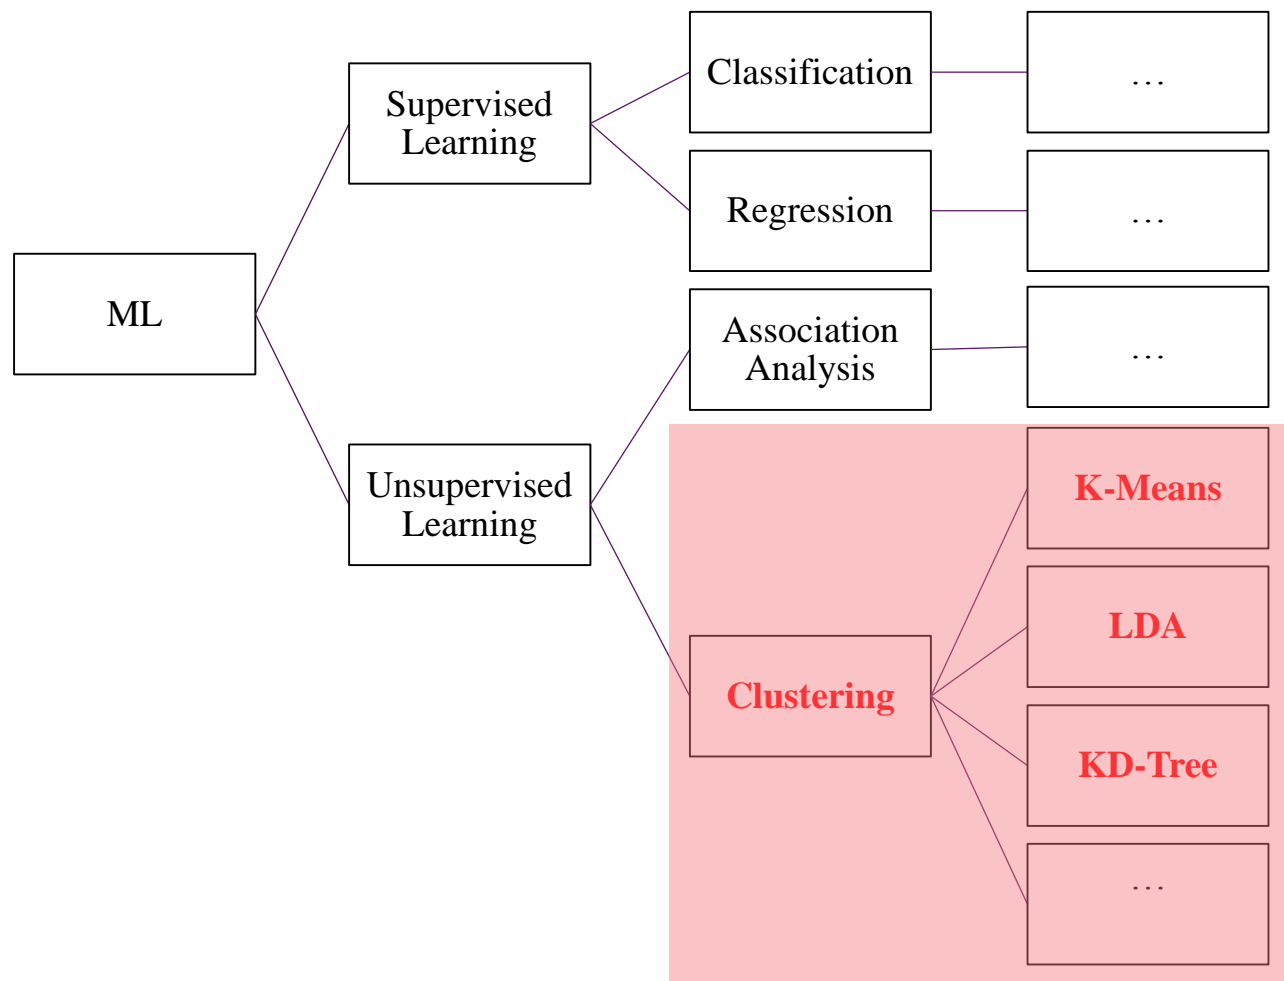 ML
Supervised
Learning
Unsupervised
Learning
Classification
Regression
Association
Analysis
Clustering
…
…
…
K-Means
LDA
KD-Tree
…